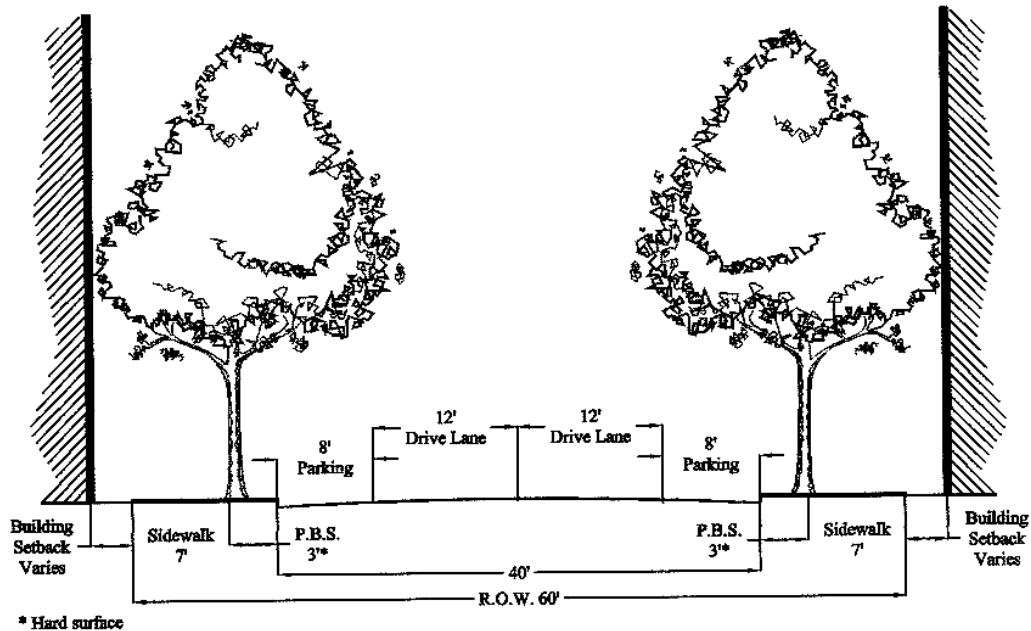 12'
Drive Lane
12'
Drive Lane
8'
Parking
8'
Parking
Building
Setback
Varies
Sidewalk
7'
P.B.S.
3'*
P.B.S.
3'*
Sidewalk
7'
Building
Setback
Varies
40'
R.O.W. 60'
* Hard surface